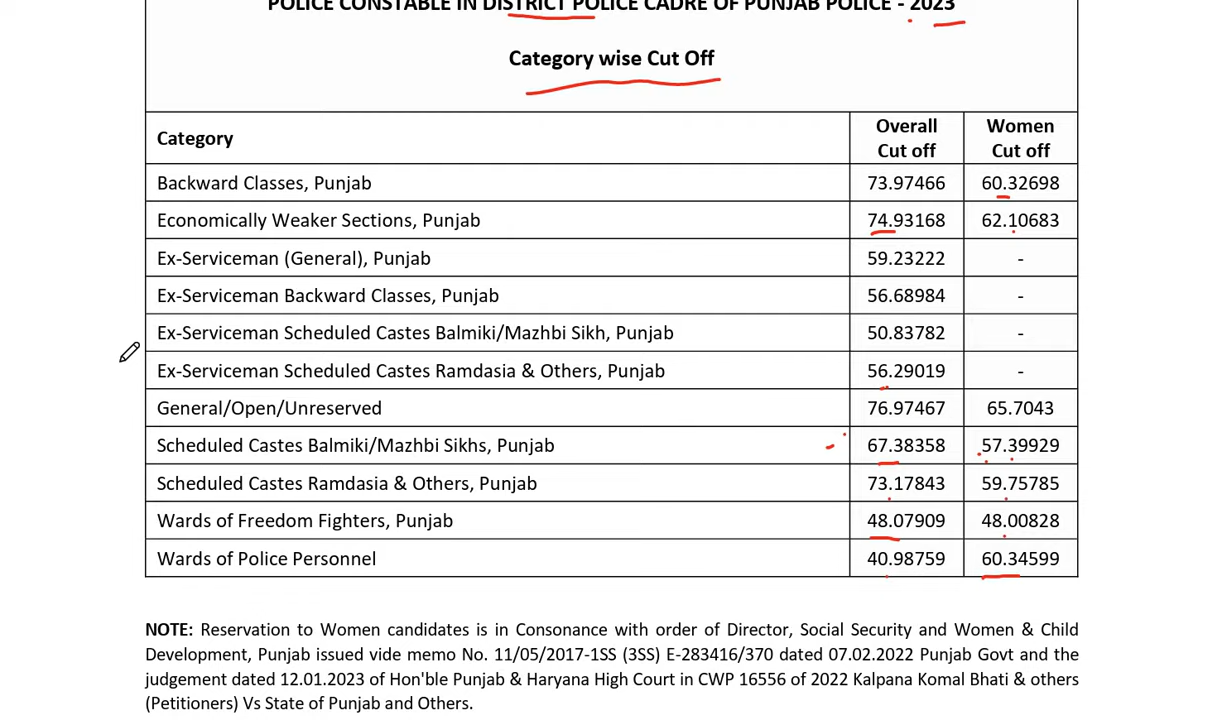 POLICE CONSTABLE IN DISTRICT POLICE CADRE OF PUNJAB POLICE - 2023
Category wise Cut Off
Category Overall Cut off Women Cut off
Backward Classes, Punjab 73.97466 60.32698
Economically Weaker Sections, Punjab 74.93168 62.10683
Ex-Serviceman (General), Punjab 59.23222 -
Ex-Serviceman Backward Classes, Punjab 56.68984 -
Ex-Serviceman Scheduled Castes Balmiki/Mazhbi Sikh, Punjab 50.83782 -
Ex-Serviceman Scheduled Castes Ramdasia & Others, Punjab 56.29019 -
General/Open/Unreserved 76.97467 65.7043
Scheduled Castes Balmiki/Mazhbi Sikhs, Punjab 67.38358 57.39929
Scheduled Castes Ramdasia & Others, Punjab 73.17843 59.75785
Wards of Freedom Fighters, Punjab 48.07909 48.00828
Wards of Police Personnel 40.98759 60.34599
NOTE: Reservation to Women candidates is in Consonance with order of Director, Social Security and Women & Child
Development, Punjab issued vide memo No. 11/05/2017-1SS (3SS) E-283416/370 dated 07.02.2022 Punjab Govt and the
judgement dated 12.01.2023 of Hon'ble Punjab & Haryana High Court in CWP 16556 of 2022 Kalpana Komal Bhati & others
(Petitioners) Vs State of Punjab and Others.